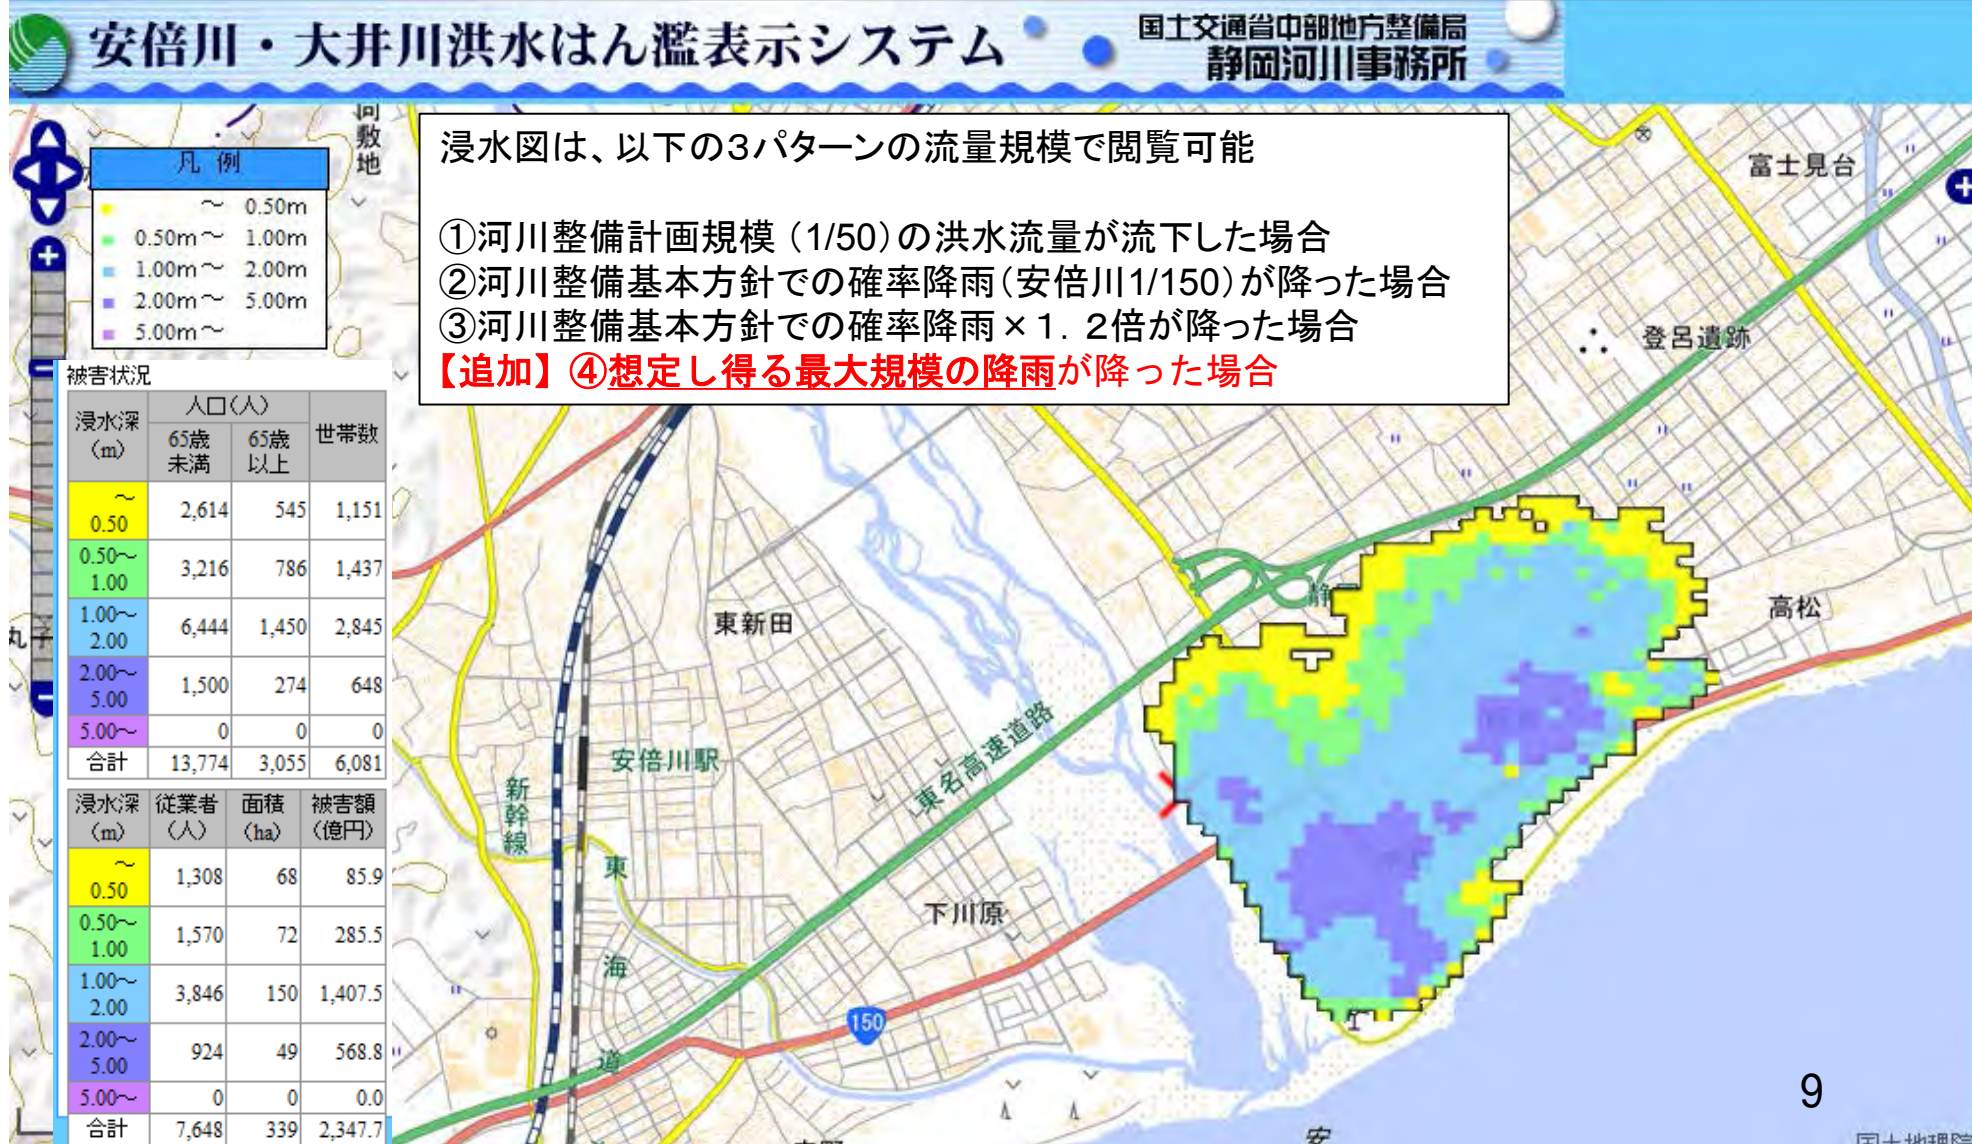 安倍川・大井川洪水はん濫表示システム
国土交通省中部地方整備局
静岡河川事務所
凡 例
～ 0.50m
0.50m～ 1.00m
1.00m～ 2.00m
2.00m～ 5.00m
5.00m～
浸水図は、以下の３パターンの流量規模で閲覧可能
①河川整備計画規模（1/50）の洪水流量が流下した場合
②河川整備基本方針での確率降雨（安倍川1/150）が降った場合
③河川整備基本方針での確率降雨×１．２倍が降った場合
【追加】④想定し得る最大規模の降雨が降った場合
被害状況
浸水深（m） 人口（人） 世帯数
65歳未満 65歳以上
～0.50 2,614 545 1,151
0.50～1.00 3,216 786 1,437
1.00～2.00 6,444 1,450 2,845
2.00～5.00 1,500 274 648
5.00～ 0 0 0
合計 13,774 3,055 6,081
浸水深（m） 従業者（人） 面積（ha） 被害額（億円）
～0.50 1,308 68 85.9
0.50～1.00 1,570 72 285.5
1.00～2.00 3,846 150 1,407.5
2.00～5.00 924 49 568.8
5.00～ 0 0 0.0
合計 7,648 339 2,347.7
向敷地
富士見台
登呂遺跡
高松
静
東新田
安倍川駅
東名高速道路
新幹線
東海道
下川原
150
丸子
安
9
国土地理院